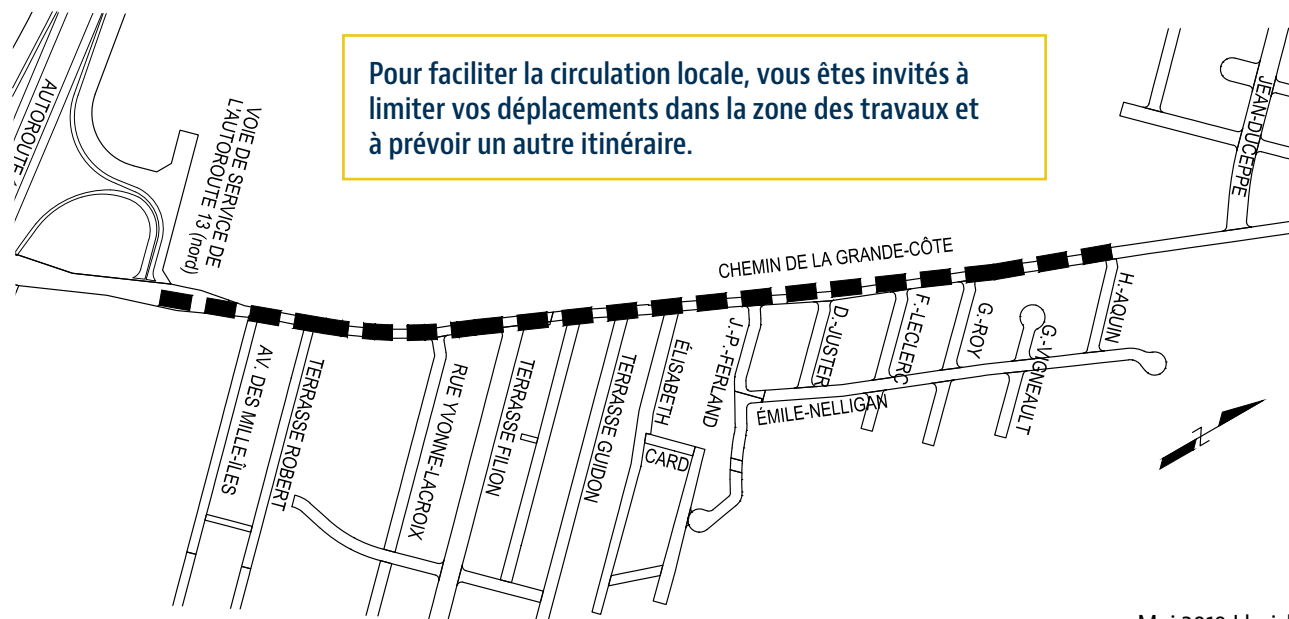 Pour faciliter la circulation locale, vous êtes invités à
limiter vos déplacements dans la zone des travaux et
à prévoir un autre itinéraire.
AUTOROUTE
VOIE DE SERVICE DE
L'AUTOROUTE 13 (nord)
JEAN-DUCEPPE
CHEMIN DE LA GRANDE-CÔTE
AV. DES MILLE-ÎLES
TERRASSE ROBERT
RUE YVONNE-LACROIX
TERRASSE FILION
TERRASSE GUIDON
ÉLISABETH
CARD
J.-P.-FERLAND
D.-JUSTER
F.-LECLERC
G.-ROY
G.-VIGNEAULT
H.-AQUIN
ÉMILE-NELLIGAN
Z